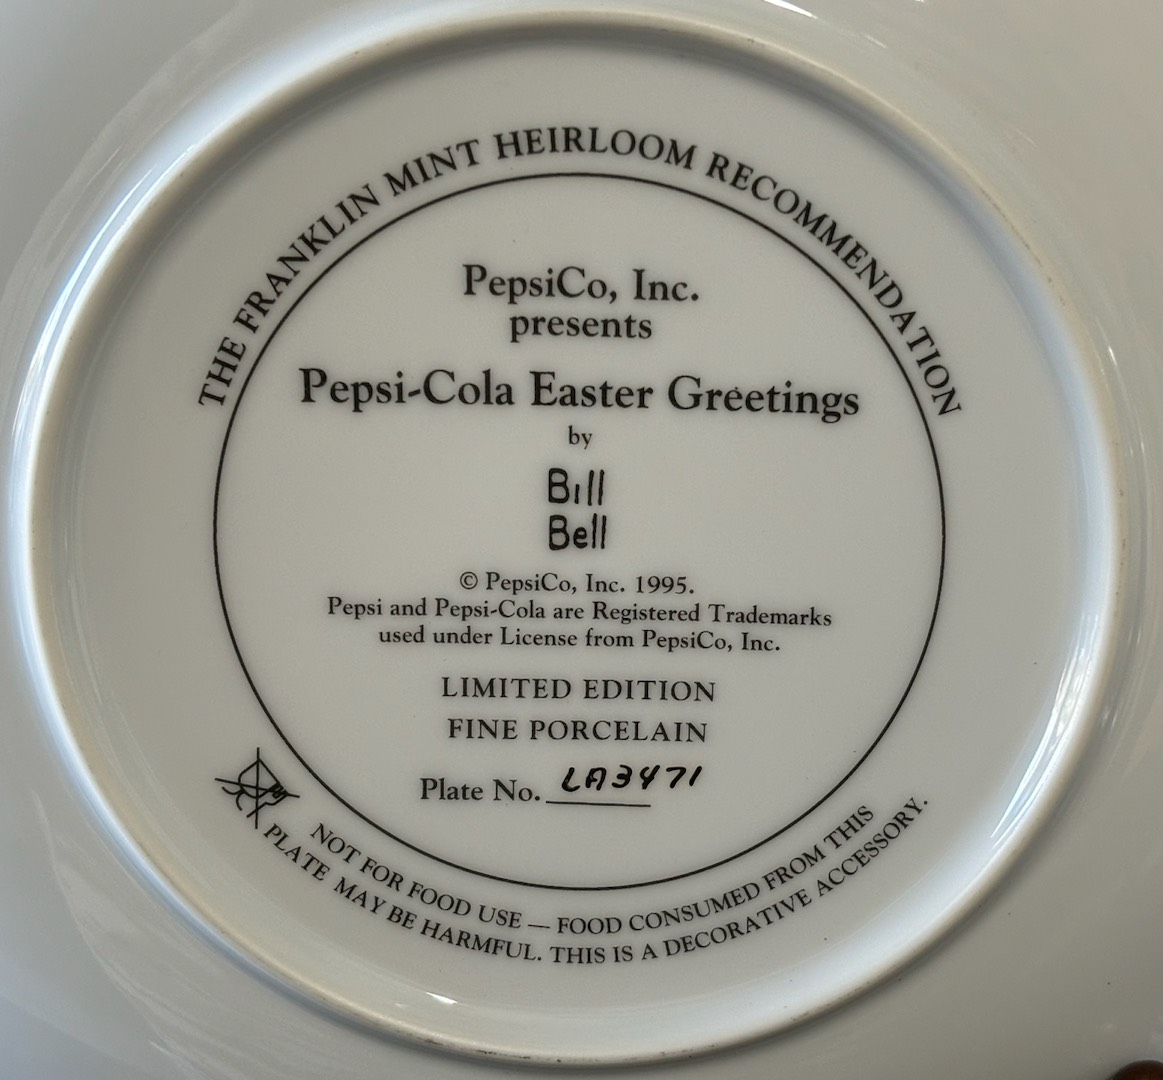 THE FRANKLIN MINT HEIRLOOM RECOMMENDATION
PepsiCo, Inc.
presents
Pepsi-Cola Easter Greetings
by
Bill
Bell
© PepsiCo, Inc. 1995.
Pepsi and Pepsi-Cola are Registered Trademarks
used under License from PepsiCo, Inc.
LIMITED EDITION
FINE PORCELAIN
Plate No. LA3471
NOT FOR FOOD USE — FOOD CONSUMED FROM THIS
PLATE MAY BE HARMFUL. THIS IS A DECORATIVE ACCESSORY.